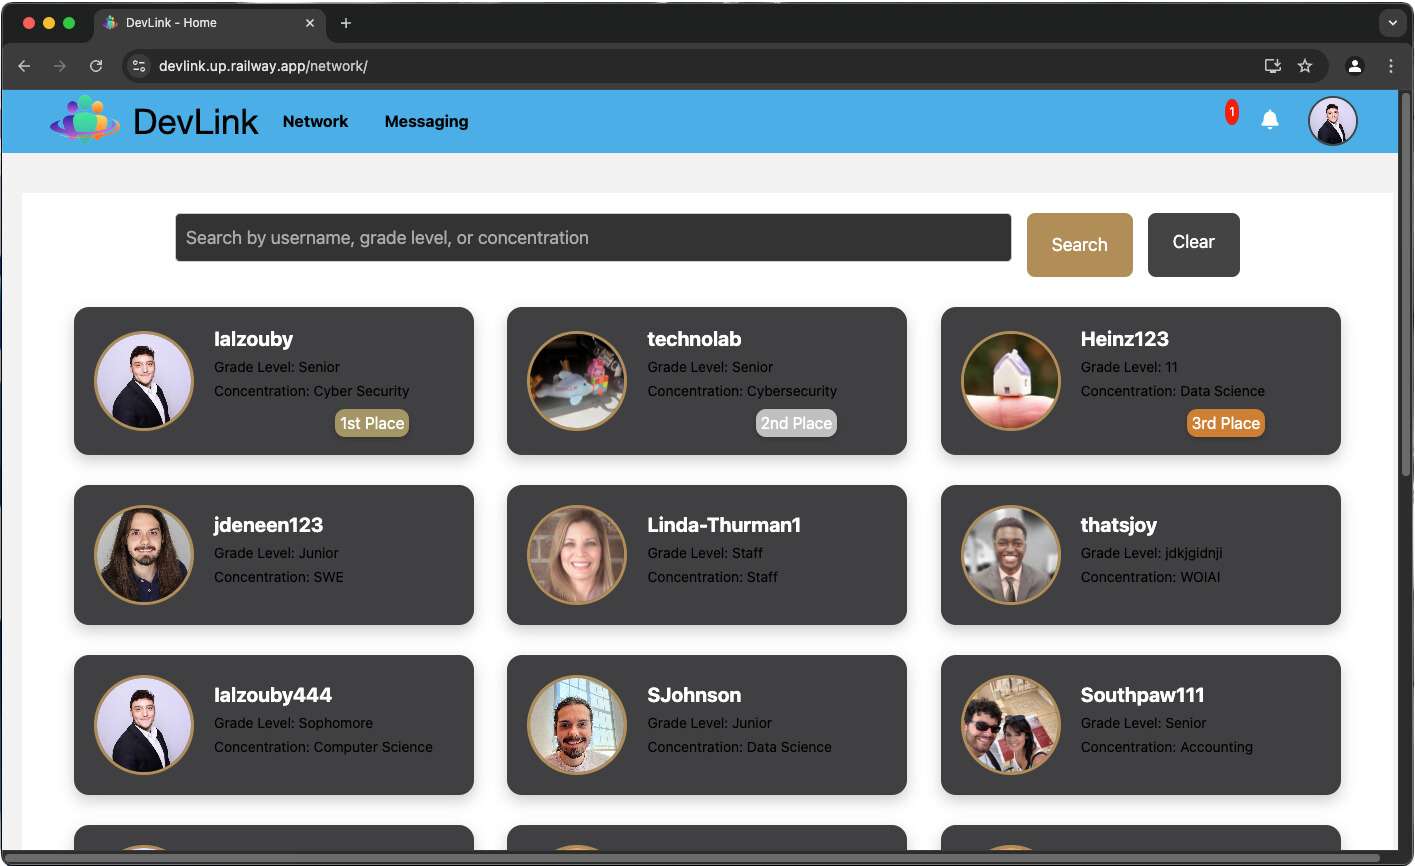 DevLink - Home
devlink.up.railway.app/network/
DevLink Network Messaging
1
Search by username, grade level, or concentration Search Clear
lalzouby
Grade Level: Senior
Concentration: Cyber Security
1st Place
technolab
Grade Level: Senior
Concentration: Cybersecurity
2nd Place
Heinz123
Grade Level: 11
Concentration: Data Science
3rd Place
jdeneen123
Grade Level: Junior
Concentration: SWE
Linda-Thurman1
Grade Level: Staff
Concentration: Staff
thatsjoy
Grade Level: jdkjgidnji
Concentration: WOIAI
lalzouby444
Grade Level: Sophomore
Concentration: Computer Science
SJohnson
Grade Level: Junior
Concentration: Data Science
Southpaw111
Grade Level: Senior
Concentration: Accounting